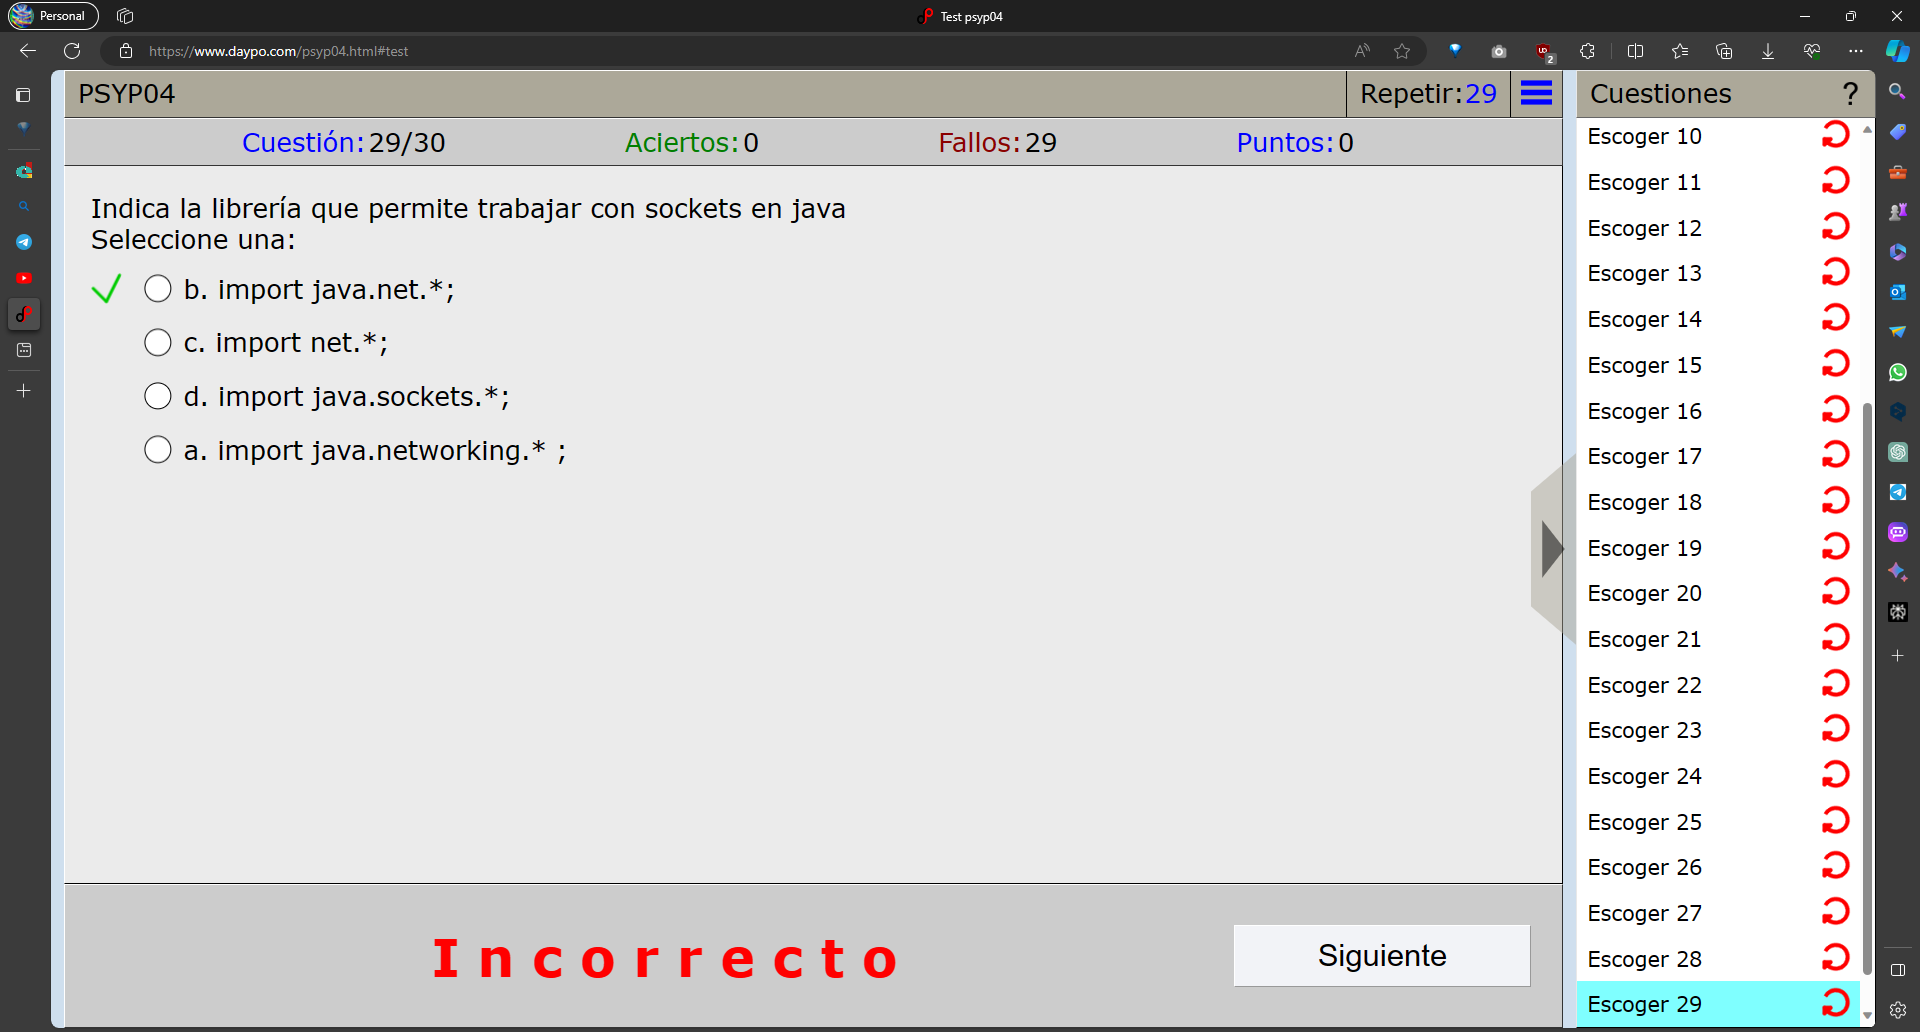 Personal
Test psyp04
https://www.daypo.com/psyp04.html#test
PSYP04
Repetir:29
Cuestiones
?
Cuestión:29/30
Aciertos:0
Fallos:29
Puntos:0
Indica la librería que permite trabajar con sockets en java
Seleccione una:
b. import java.net.*;
c. import net.*;
d. import java.sockets.*;
a. import java.networking.* ;
Incorrecto
Siguiente
Escoger 10
Escoger 11
Escoger 12
Escoger 13
Escoger 14
Escoger 15
Escoger 16
Escoger 17
Escoger 18
Escoger 19
Escoger 20
Escoger 21
Escoger 22
Escoger 23
Escoger 24
Escoger 25
Escoger 26
Escoger 27
Escoger 28
Escoger 29
2